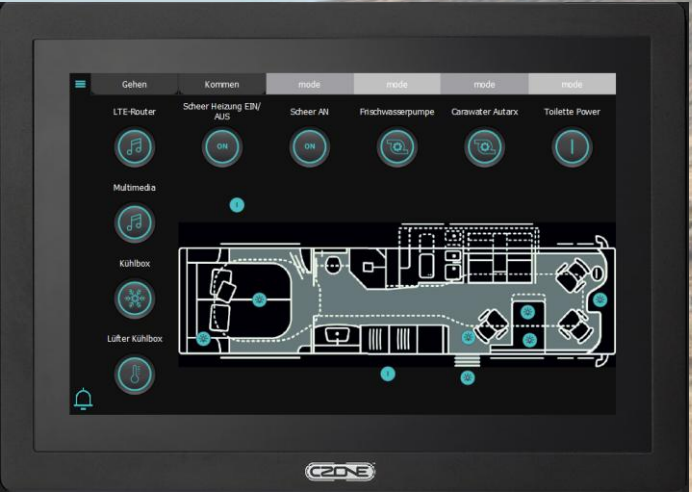 Gehen
Kommen
mode
mode
mode
mode
LTE-Router
Scheer Heizung EIN/
AUS
Scheer AN
Frischwasserpumpe
Carawater Autarx
Toilette Power
ON
ON
Multimedia
Kühlbox
Lüfter Kühlbox
CZONE